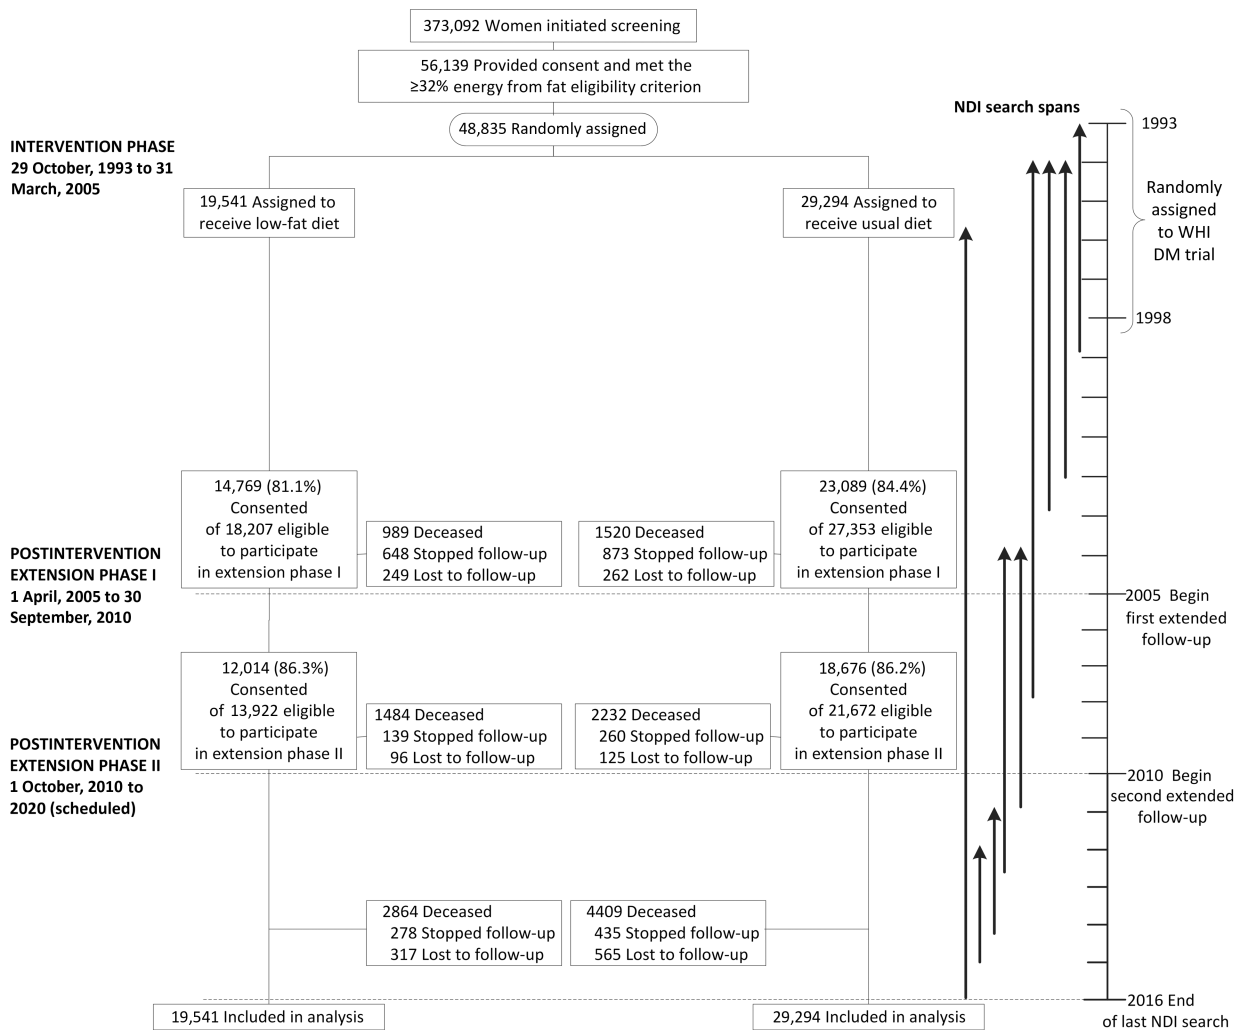 373,092 Women initiated screening
56,139 Provided consent and met the
≥32% energy from fat eligibility criterion
48,835 Randomly assigned
INTERVENTION PHASE
29 October, 1993 to 31
March, 2005
19,541 Assigned to
receive low-fat diet
29,294 Assigned to
receive usual diet
14,769 (81.1%)
Consented
of 18,207 eligible
to participate
in extension phase I
989 Deceased
648 Stopped follow-up
249 Lost to follow-up
1520 Deceased
873 Stopped follow-up
262 Lost to follow-up
23,089 (84.4%)
Consented
of 27,353 eligible
to participate
in extension phase I
POSTINTERVENTION
EXTENSION PHASE I
1 April, 2005 to 30
September, 2010
12,014 (86.3%)
Consented
of 13,922 eligible
to participate
in extension phase II
1484 Deceased
139 Stopped follow-up
96 Lost to follow-up
2232 Deceased
260 Stopped follow-up
125 Lost to follow-up
18,676 (86.2%)
Consented
of 21,672 eligible
to participate
in extension phase II
POSTINTERVENTION
EXTENSION PHASE II
1 October, 2010 to
2020 (scheduled)
2864 Deceased
278 Stopped follow-up
317 Lost to follow-up
4409 Deceased
435 Stopped follow-up
565 Lost to follow-up
19,541 Included in analysis
29,294 Included in analysis
NDI search spans
1993
Randomly
assigned
to WHI
DM trial
1998
2005 Begin
first extended
follow-up
2010 Begin
second extended
follow-up
2016 End
of last NDI search